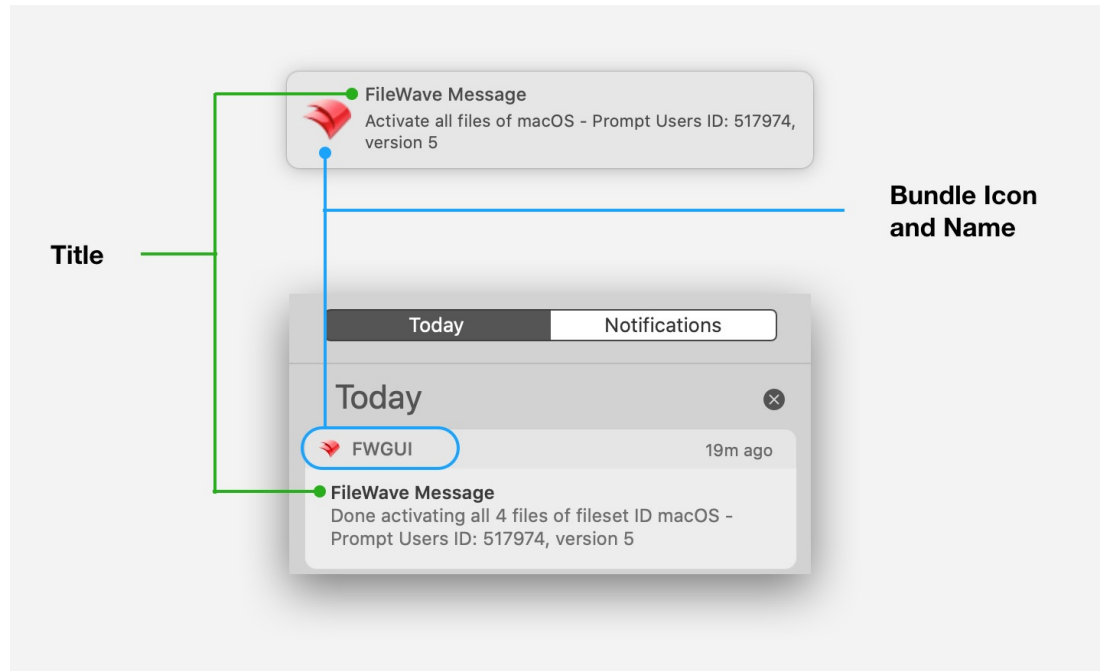 FileWave Message
Activate all files of macOS - Prompt Users ID: 517974,
version 5
Bundle Icon
and Name
Title
Today
Notifications
Today
FWGUI
19m ago
FileWave Message
Done activating all 4 files of fileset ID macOS -
Prompt Users ID: 517974, version 5